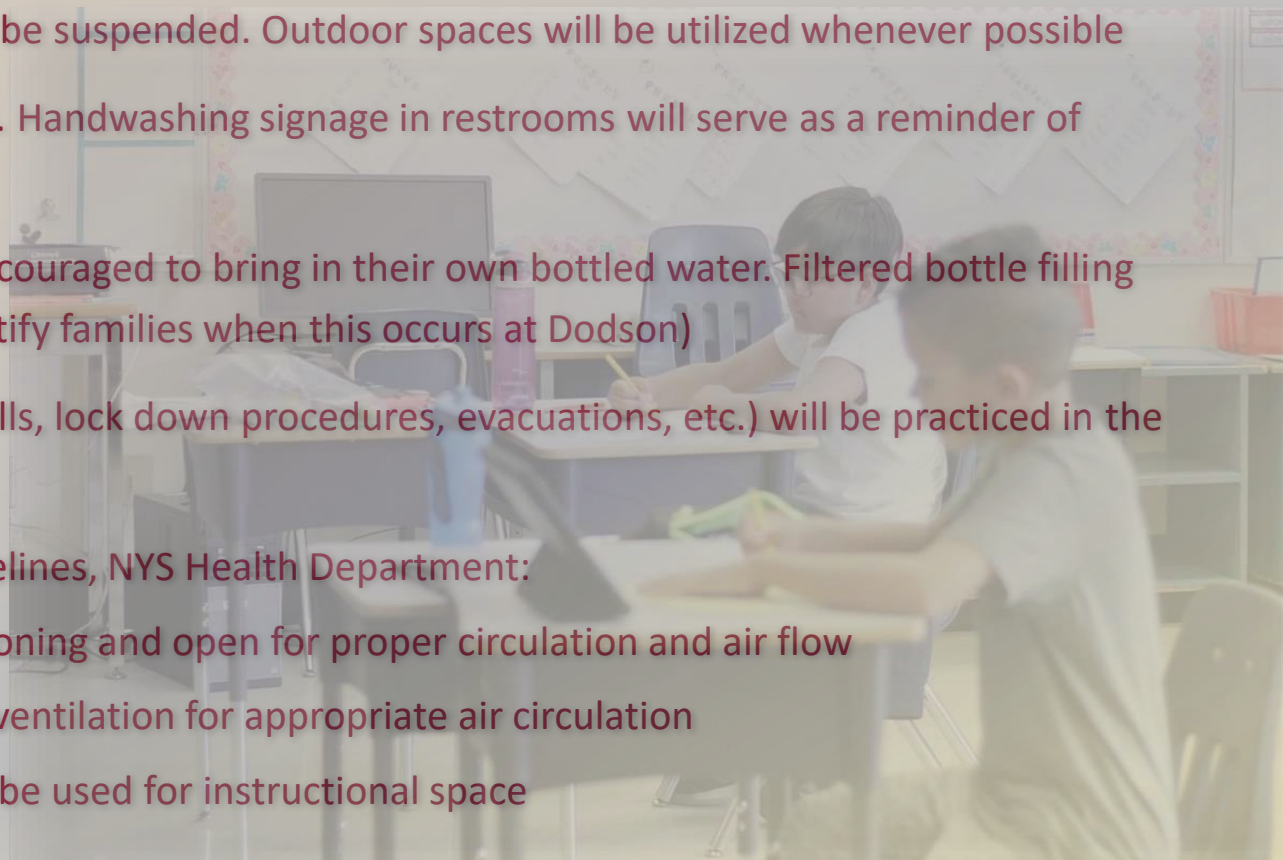 be suspended. Outdoor spaces will be utilized whenever possible
. Handwashing signage in restrooms will serve as a reminder of
couraged to bring in their own bottled water. Filtered bottle filling
tify families when this occurs at Dodson)
lls, lock down procedures, evacuations, etc.) will be practiced in the
elines, NYS Health Department:
oning and open for proper circulation and air flow
ventilation for appropriate air circulation
be used for instructional space